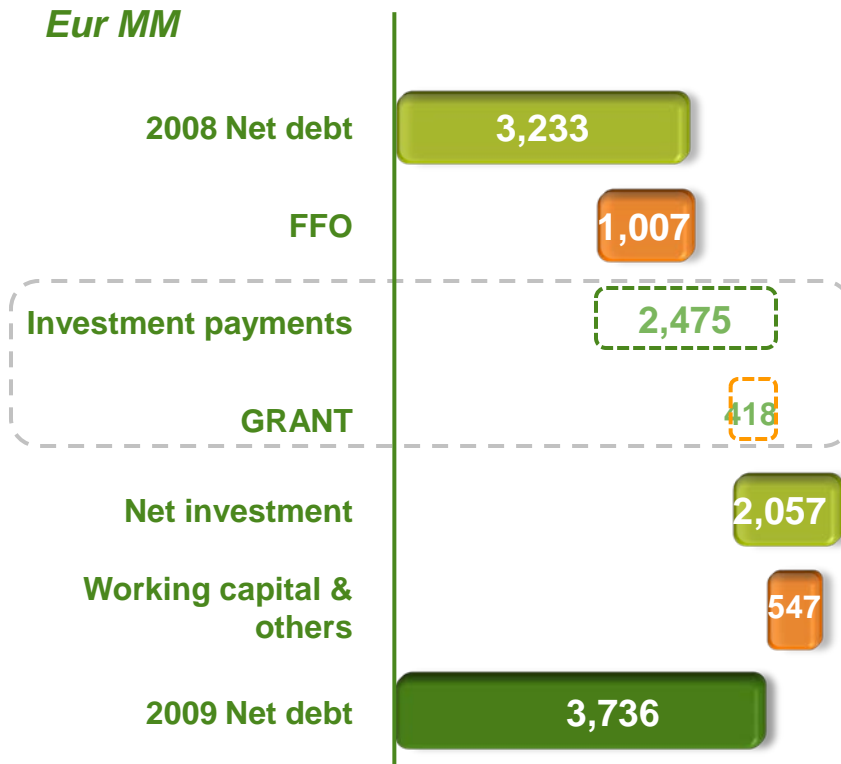 Eur MM
2008 Net debt
3,233
FFO
1,007
Investment payments
2,475
GRANT
418
Net investment
2,057
Working capital &
others
547
2009 Net debt
3,736